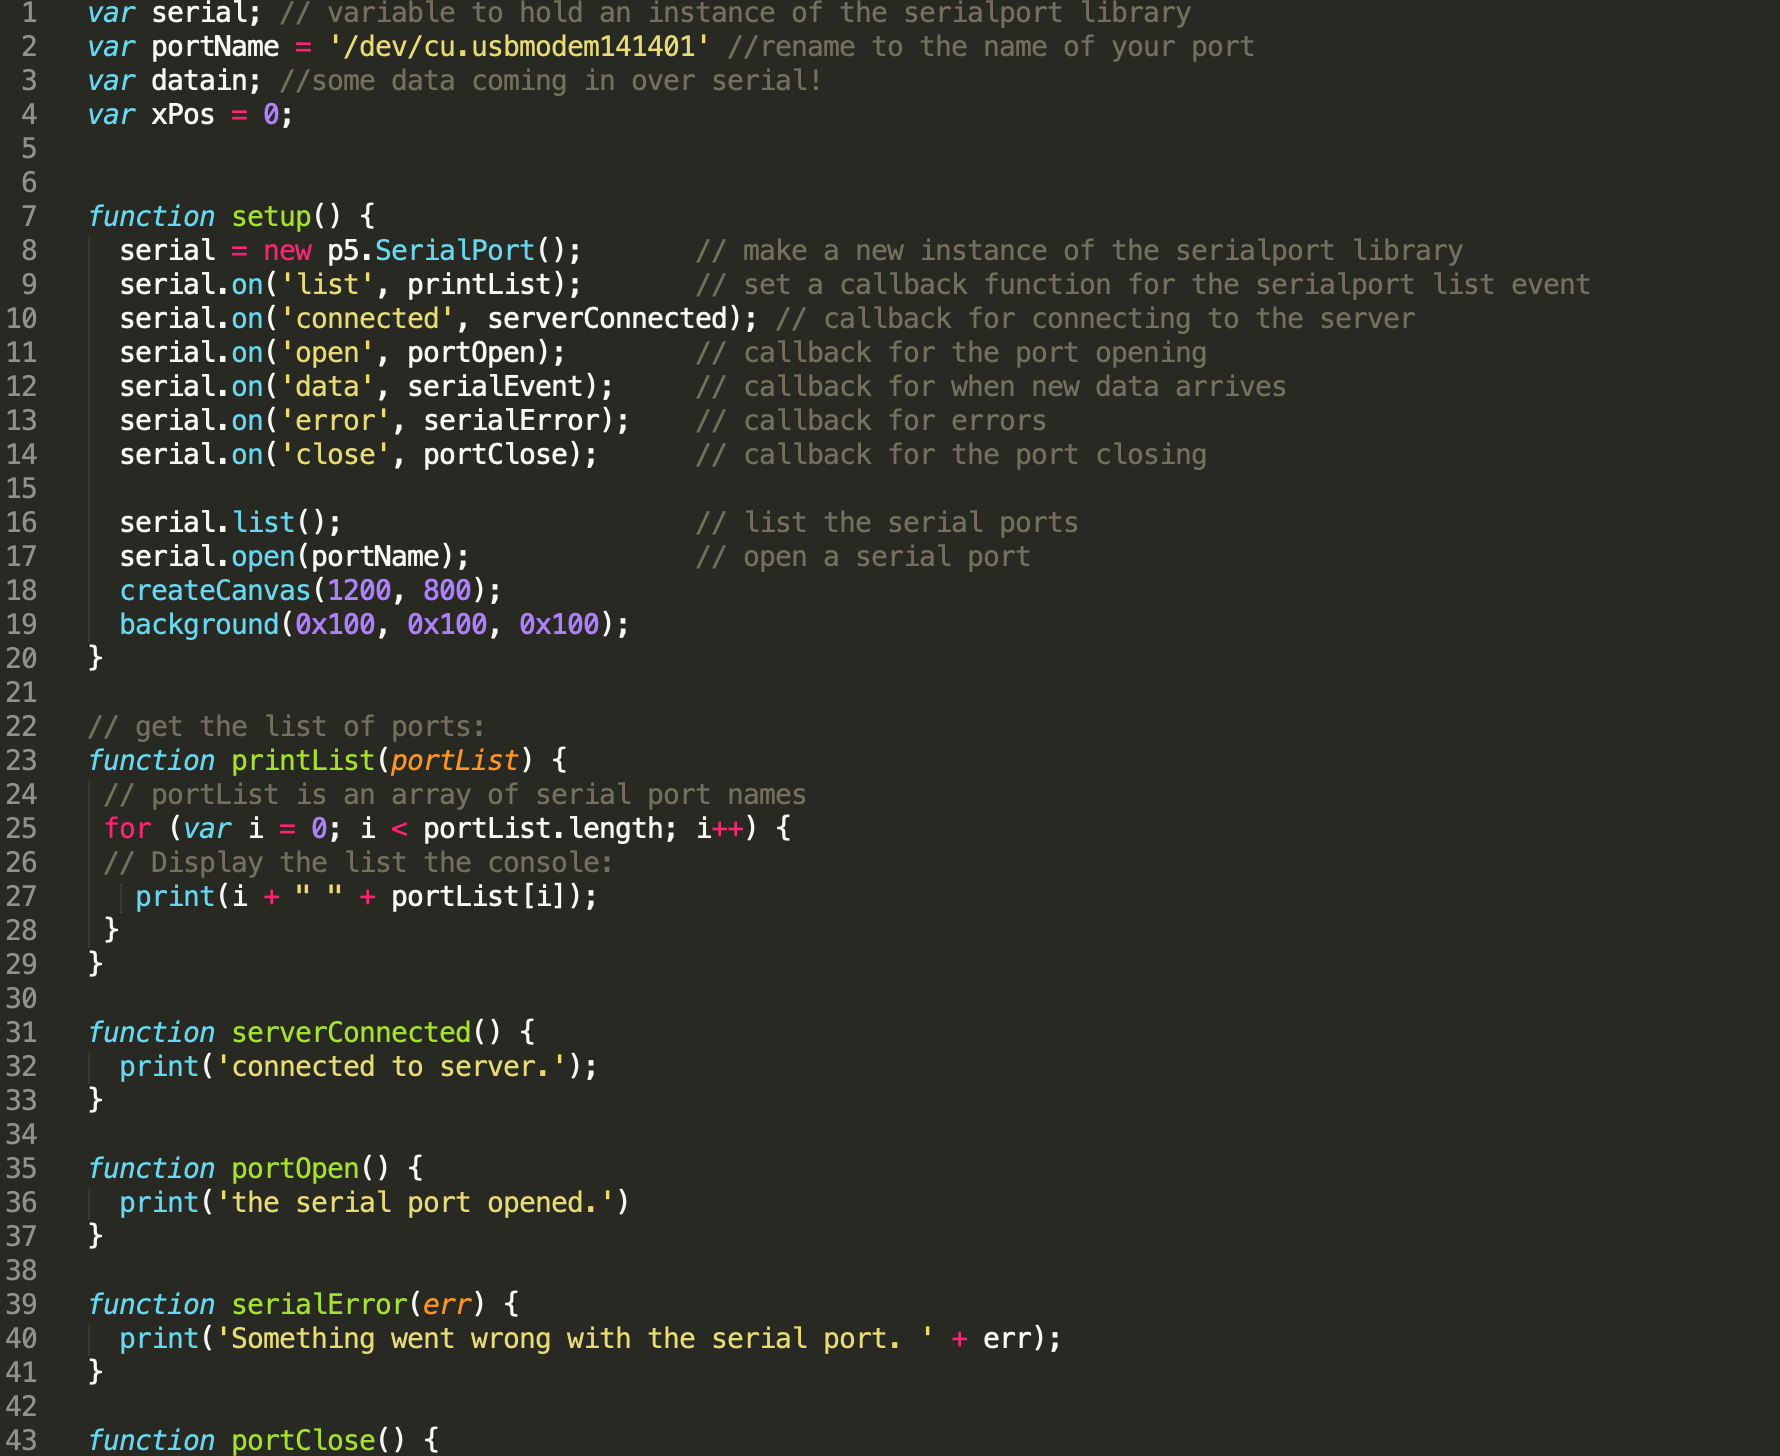 1 var serial; // variable to hold an instance of the serialport library
2 var portName = '/dev/cu.usbmodem141401' //rename to the name of your port
3 var datain; //some data coming in over serial!
4 var xPos = 0;
5
6
7 function setup() {
8 serial = new p5.SerialPort(); // make a new instance of the serialport library
9 serial.on('list', printList); // set a callback function for the serialport list event
10 serial.on('connected', serverConnected); // callback for connecting to the server
11 serial.on('open', portOpen); // callback for the port opening
12 serial.on('data', serialEvent); // callback for when new data arrives
13 serial.on('error', serialError); // callback for errors
14 serial.on('close', portClose); // callback for the port closing
15
16 serial.list(); // list the serial ports
17 serial.open(portName); // open a serial port
18 createCanvas(1200, 800);
19 background(0x100, 0x100, 0x100);
20 }
21
22 // get the list of ports:
23 function printList(portList) {
24 // portList is an array of serial port names
25 for (var i = 0; i < portList.length; i++) {
26 // Display the list the console:
27 print(i + " " + portList[i]);
28 }
29 }
30
31 function serverConnected() {
32 print('connected to server.');
33 }
34
35 function portOpen() {
36 print('the serial port opened.')
37 }
38
39 function serialError(err) {
40 print('Something went wrong with the serial port. ' + err);
41 }
42
43 function portClose() {